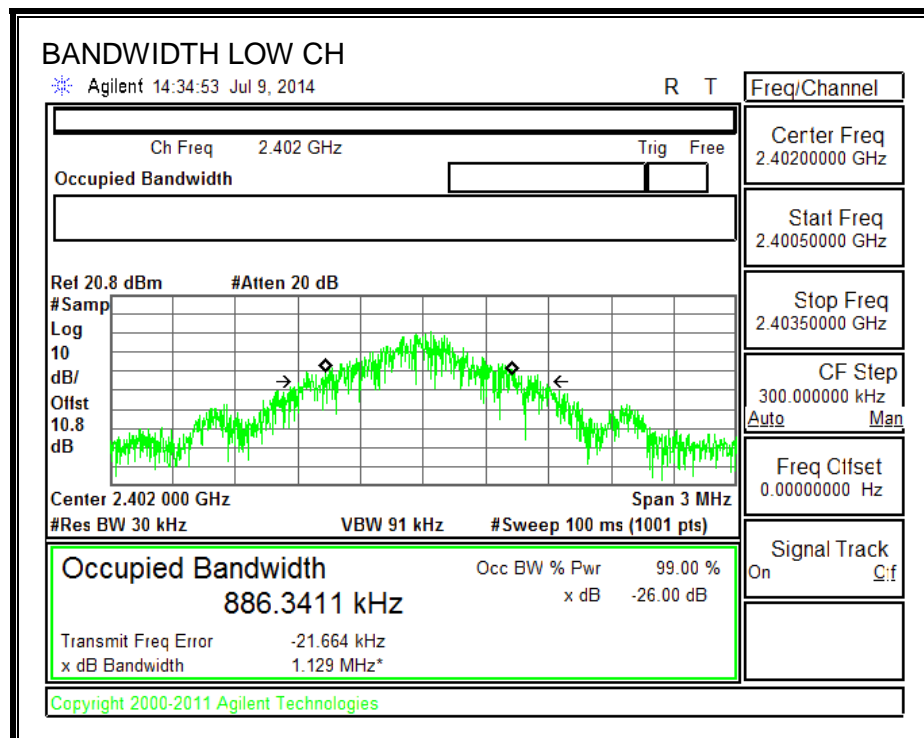 BANDWIDTH LOW CH
Agilent 14:34:53 Jul 9, 2014 R T
Freq/Channel
Ch Freq 2.402 GHz Trig Free
Occupied Bandwidth
Center Freq
2.40200000 GHz
Start Freq
2.40050000 GHz
Stop Freq
2.40350000 GHz
CF Step
300.000000 kHz
Auto Man
Freq Offset
0.00000000 Hz
Signal Track
On Off
Ref 20.8 dBm #Atten 20 dB
#Samp
Log
10
dB/
Offst
10.8
dB
Center 2.402 000 GHz Span 3 MHz
#Res BW 30 kHz VBW 91 kHz #Sweep 100 ms (1001 pts)
Occupied Bandwidth
886.3411 kHz
Occ BW % Pwr 99.00 %
x dB -26.00 dB
Transmit Freq Error -21.664 kHz
x dB Bandwidth 1.129 MHz*
Copyright 2000-2011 Agilent Technologies